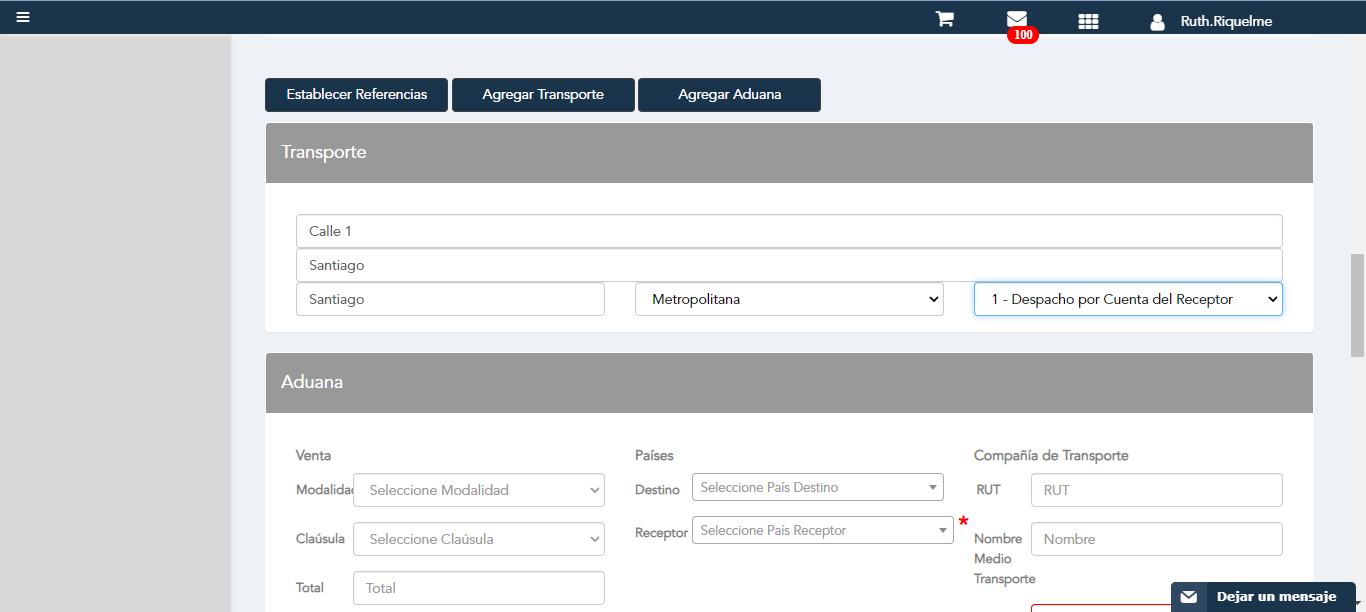 Ruth.Riquelme
100
Establecer Referencias Agregar Transporte Agregar Aduana
Transporte
Calle 1
Santiago
Santiago Metropolitana 1 - Despacho por Cuenta del Receptor
Aduana
Venta Países Compañía de Transporte
Modalidad Seleccione Modalidad Destino Seleccione País Destino RUT RUT
Claúsula Seleccione Claúsula Receptor Seleccione País Receptor * Nombre Medio Transporte Nombre
Total Total
Dejar un mensaje